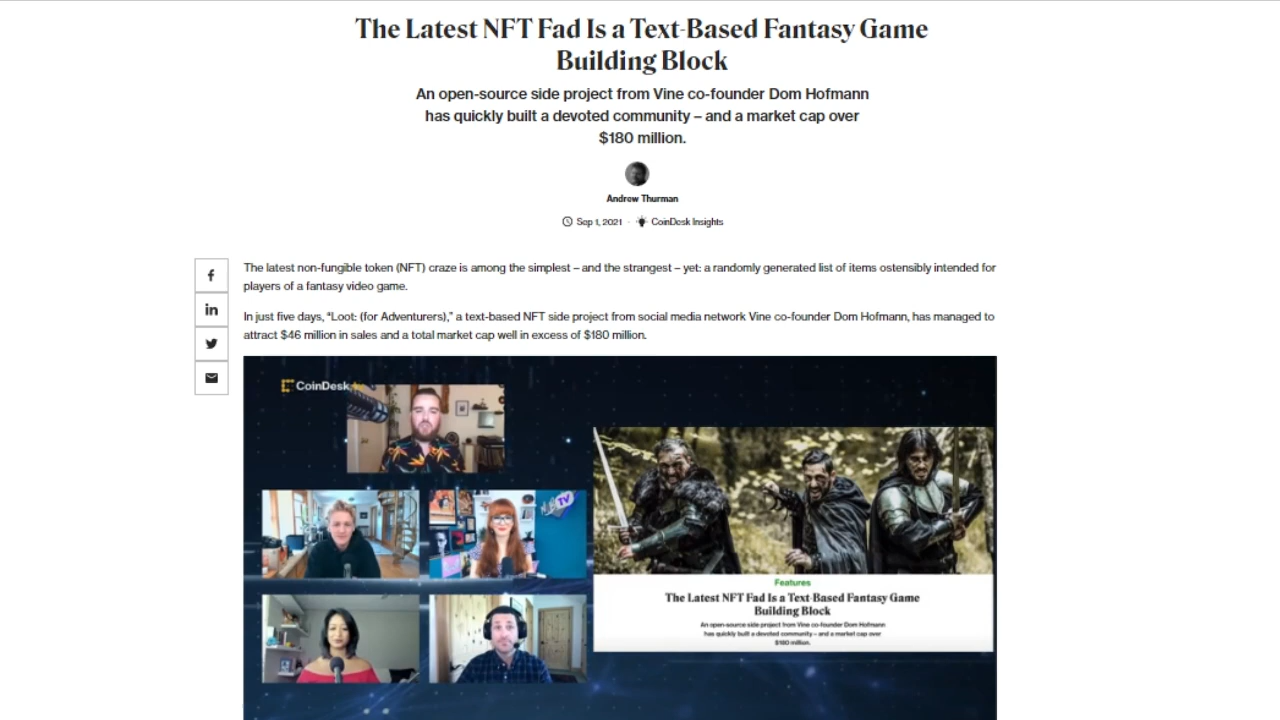 The Latest NFT Fad Is a Text-Based Fantasy Game
Building Block
An open-source side project from Vine co-founder Dom Hofmann
has quickly built a devoted community – and a market cap over
$180 million.
Andrew Thurman
Sep 1, 2021 · CoinDesk Insights
The latest non-fungible token (NFT) craze is among the simplest – and the strangest – yet: a randomly generated list of items ostensibly intended for
players of a fantasy video game.
In just five days, “Loot: (for Adventurers),” a text-based NFT side project from social media network Vine co-founder Dom Hofmann, has managed to
attract $46 million in sales and a total market cap well in excess of $180 million.
CoinDesk
TV
Features
The Latest NFT Fad Is a Text-Based Fantasy Game
Building Block
An open-source side project from Vine co-founder Dom Hofmann
has quickly built a devoted community – and a market cap over
$180 million.